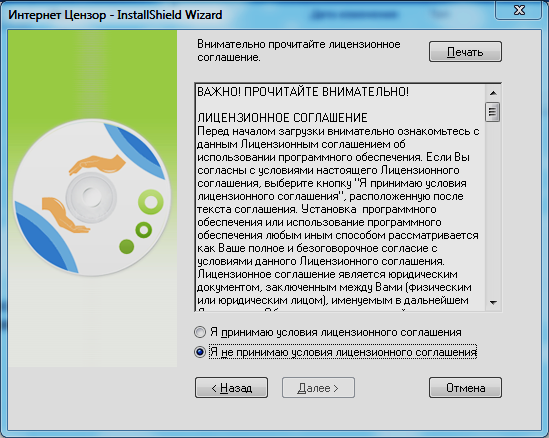 Интернет Цензор - InstallShield Wizard
Внимательно прочитайте лицензионное
соглашение.
Печать
ВАЖНО! ПРОЧИТАЙТЕ ВНИМАТЕЛЬНО!
ЛИЦЕНЗИОННОЕ СОГЛАШЕНИЕ
Перед началом загрузки внимательно ознакомьтесь с
данным Лицензионным соглашением об
использовании программного обеспечения. Если Вы
согласны с условиями настоящего Лицензионного
соглашения, выберите кнопку "Я принимаю условия
лицензионного соглашения", расположенную после
текста соглашения. Установка программного
обеспечения или использование программного
обеспечения любым иным способом рассматривается
как Ваше полное и безоговорочное согласие с
условиями данного Лицензионного соглашения.
Лицензионное соглашение является юридическим
документом, заключенным между Вами (физическим
или юридическим лицом), именуемым в дальнейшем
Я принимаю условия лицензионного соглашения
Я не принимаю условия лицензионного соглашения
< Назад
Далее >
Отмена